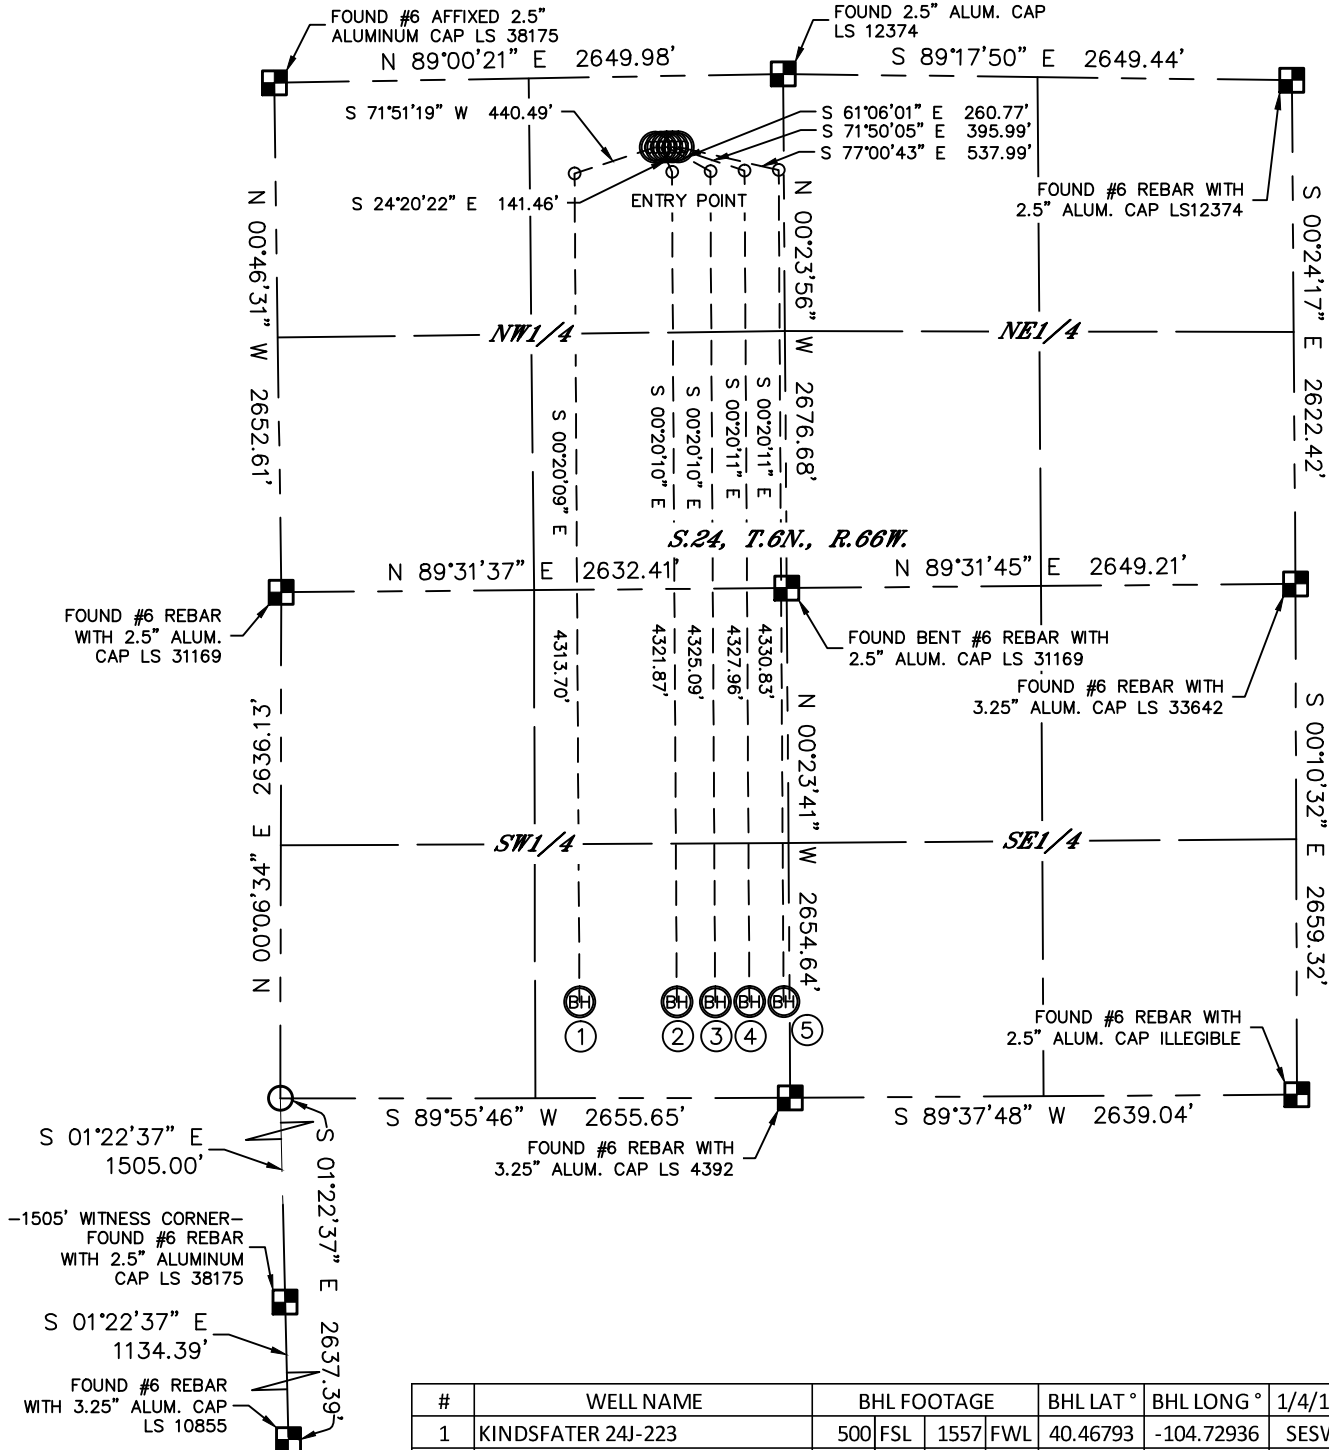 FOUND #6 AFFIXED 2.5"
ALUMINUM CAP LS 38175
FOUND 2.5" ALUM. CAP
LS 12374
N 89°00'21" E 2649.98'
S 89°17'50" E 2649.44'
S 71°51'19" W 440.49'
S 61°06'01" E 260.77'
S 71°50'05" E 395.99'
S 77°00'43" E 537.99'
S 24°20'22" E 141.46'
ENTRY POINT
FOUND #6 REBAR WITH
2.5" ALUM. CAP LS12374
N 00°46'31" W 2652.61'
N 00°23'56" W 2676.68'
S 00°24'17" E 2622.42'
NW1/4
NE1/4
S 00°20'09" E
S 00°20'10" E
S 00°20'10" E
S 00°20'11" E
S 00°20'11" E
S.24, T.6N., R.66W.
N 89°31'37" E 2632.41'
N 89°31'45" E 2649.21'
FOUND #6 REBAR
WITH 2.5" ALUM.
CAP LS 31169
4313.70'
4321.87'
4325.09'
4327.96'
4330.83'
FOUND BENT #6 REBAR WITH
2.5" ALUM. CAP LS 31169
FOUND #6 REBAR WITH
3.25" ALUM. CAP LS 33642
N 00°06'34" E 2636.13'
N 00°23'41" W 2654.64'
S 00°10'32" E 2659.32'
SW1/4
SE1/4
BH BH BH BH BH
1 2 3 4 5
FOUND #6 REBAR WITH
2.5" ALUM. CAP ILLEGIBLE
S 89°55'46" W 2655.65'
S 89°37'48" W 2639.04'
FOUND #6 REBAR WITH
3.25" ALUM. CAP LS 4392
S 01°22'37" E
1505.00'
S 01°22'37" E 2637.39'
-1505' WITNESS CORNER-
FOUND #6 REBAR
WITH 2.5" ALUMINUM
CAP LS 38175
S 01°22'37" E
1134.39'
FOUND #6 REBAR
WITH 3.25" ALUM. CAP
LS 10855
# WELL NAME BHL FOOTAGE BHL LAT ° BHL LONG ° 1/4/1
1 KINDSFATER 24J-223 500 FSL 1557 FWL 40.46793 -104.72936 SESW